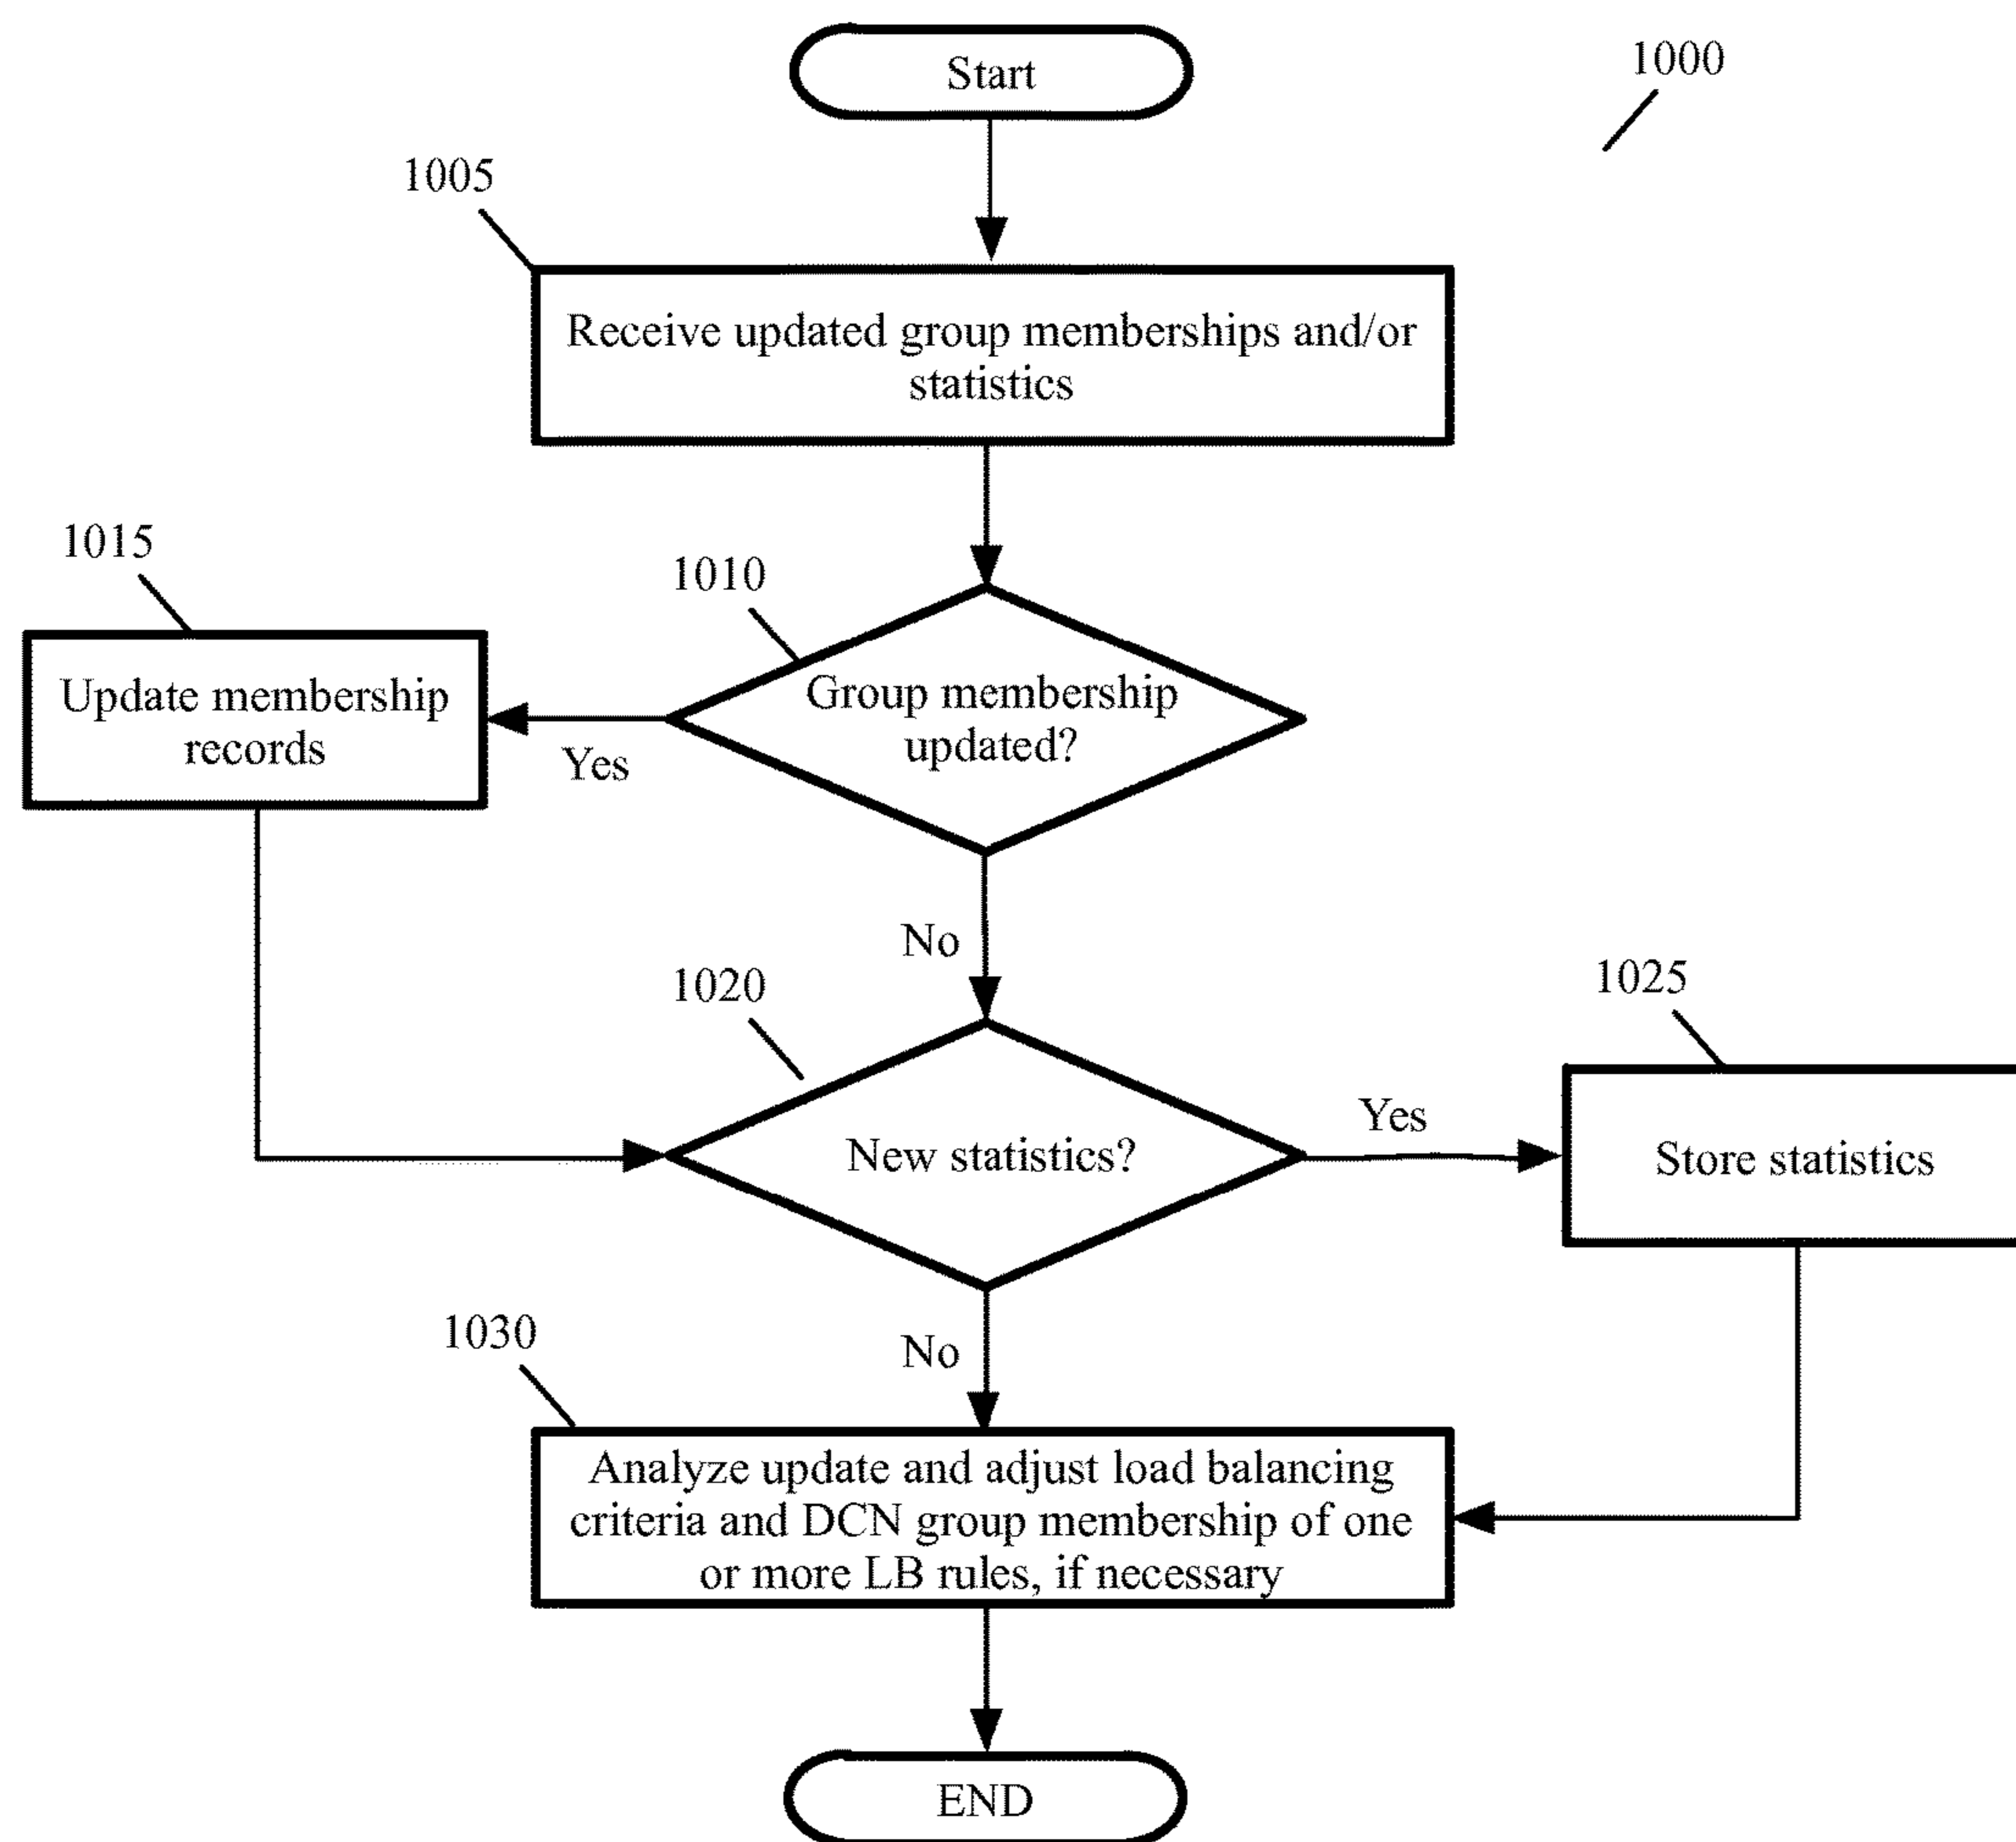 Start
1000
1005
Receive updated group memberships and/or
statistics
1015
1010
Update membership
records
Group membership
updated?
Yes
No
1020
1025
New statistics?
Yes
Store statistics
1030
No
Analyze update and adjust load balancing
criteria and DCN group membership of one
or more LB rules, if necessary
END